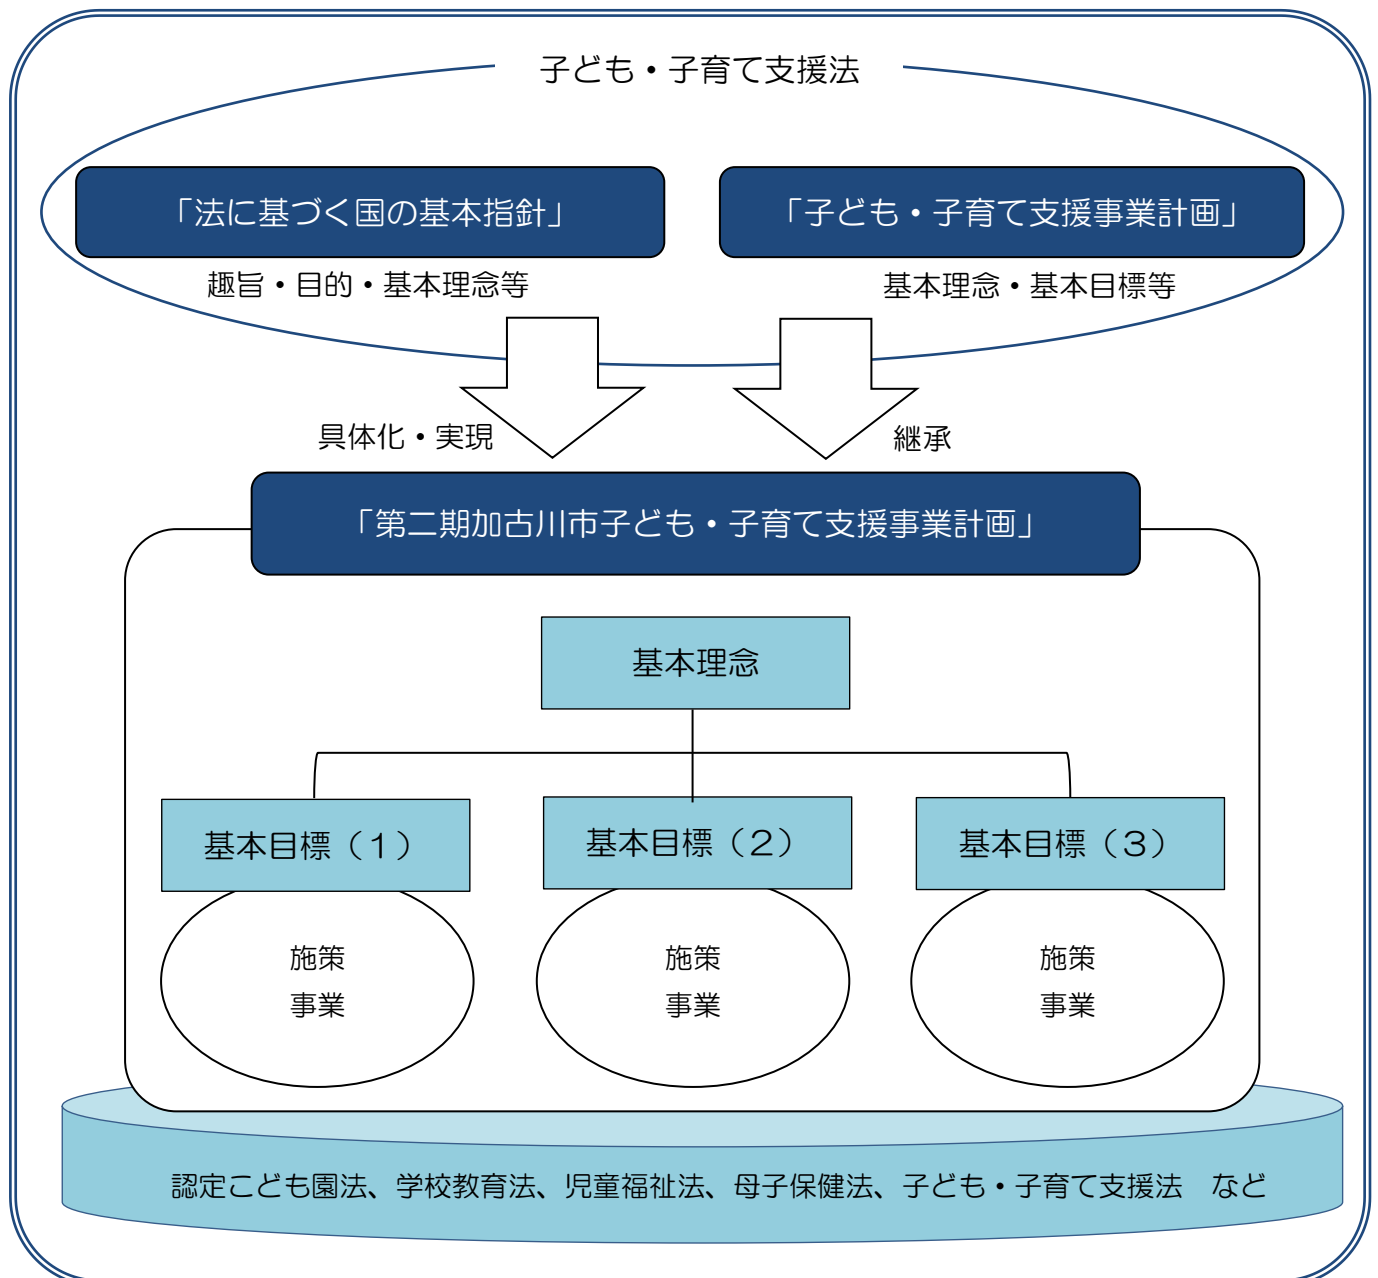 子ども・子育て支援法
「法に基づく国の基本指針」
「子ども・子育て支援事業計画」
趣旨・目的・基本理念等
基本理念・基本目標等
具体化・実現
継承
「第二期加古川市子ども・子育て支援事業計画」
基本理念
基本目標（１）
基本目標（２）
基本目標（３）
施策
事業
施策
事業
施策
事業
認定こども園法、学校教育法、児童福祉法、母子保健法、子ども・子育て支援法　など